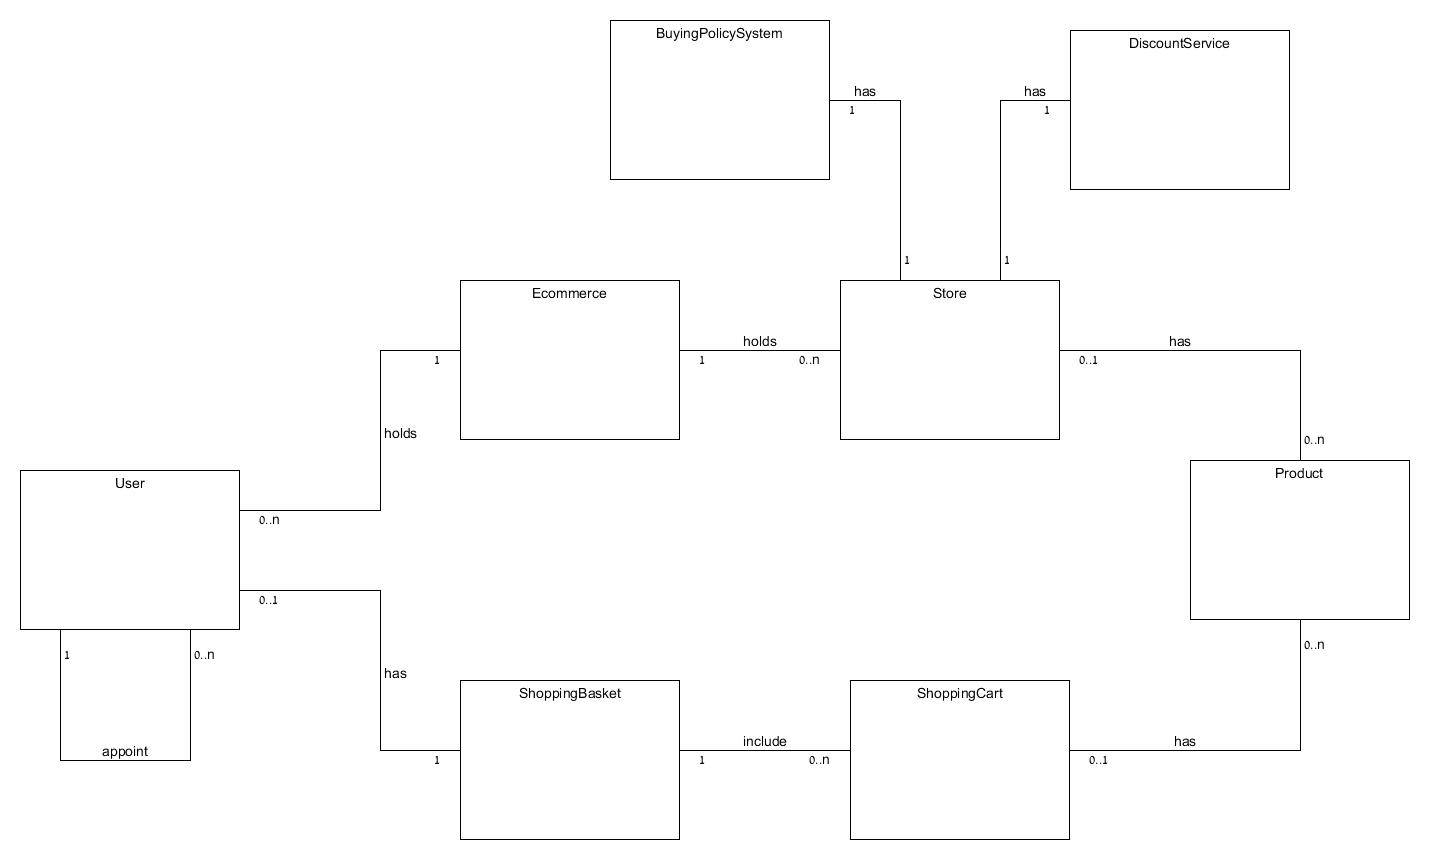 BuyingPolicySystem
DiscountService
has
1
has
1
1
1
Ecommerce
Store
1
holds
1
holds
0..n
has
0..1
0..n
User
0..n
0..1
Product
1
0..n
appoint
has
0..n
ShoppingBasket
ShoppingCart
1
include
1
0..n
has
0..1